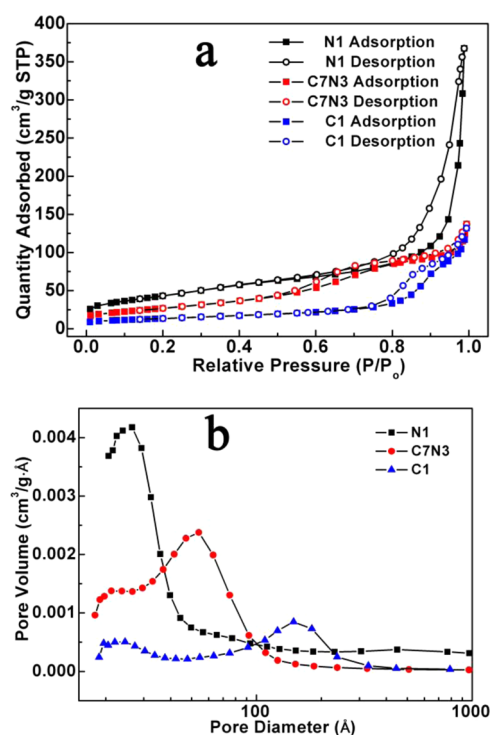 a
N1 Adsorption
N1 Desorption
C7N3 Adsorption
C7N3 Desorption
C1 Adsorption
C1 Desorption
Quantity Adsorbed (cm³/g STP)
400
350
300
250
200
150
100
50
0
0.0 0.2 0.4 0.6 0.8 1.0
Relative Pressure (P/Pₒ)
b
N1
C7N3
C1
Pore Volume (cm³/g·Å)
0.004
0.003
0.002
0.001
0.000
100 1000
Pore Diameter (Å)